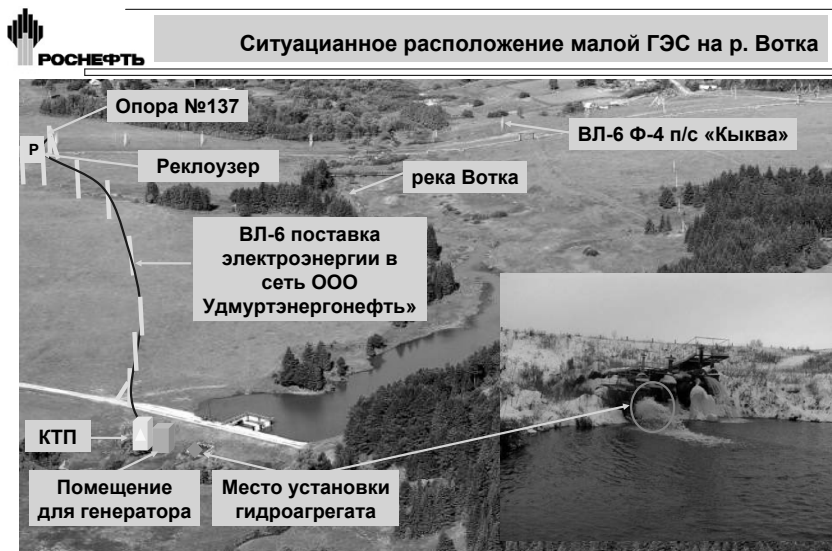 РОСНЕФТЬ
Ситуацианное расположение малой ГЭС на р. Вотка
Опора №137
ВЛ-6 Ф-4 п/с «Кыква»
Р
Реклоузер
река Вотка
ВЛ-6 поставка
электроэнергии в
сеть ООО
Удмуртэнергонефть»
КТП
Помещение
для генератора
Место установки
гидроагрегата